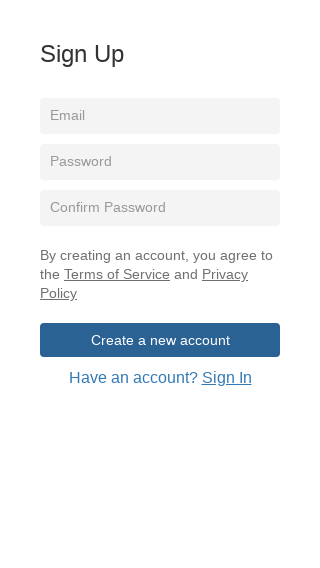 Sign Up
Email
Password
Confirm Password
By creating an account, you agree to
the Terms of Service and Privacy
Policy
Create a new account
Have an account? Sign In